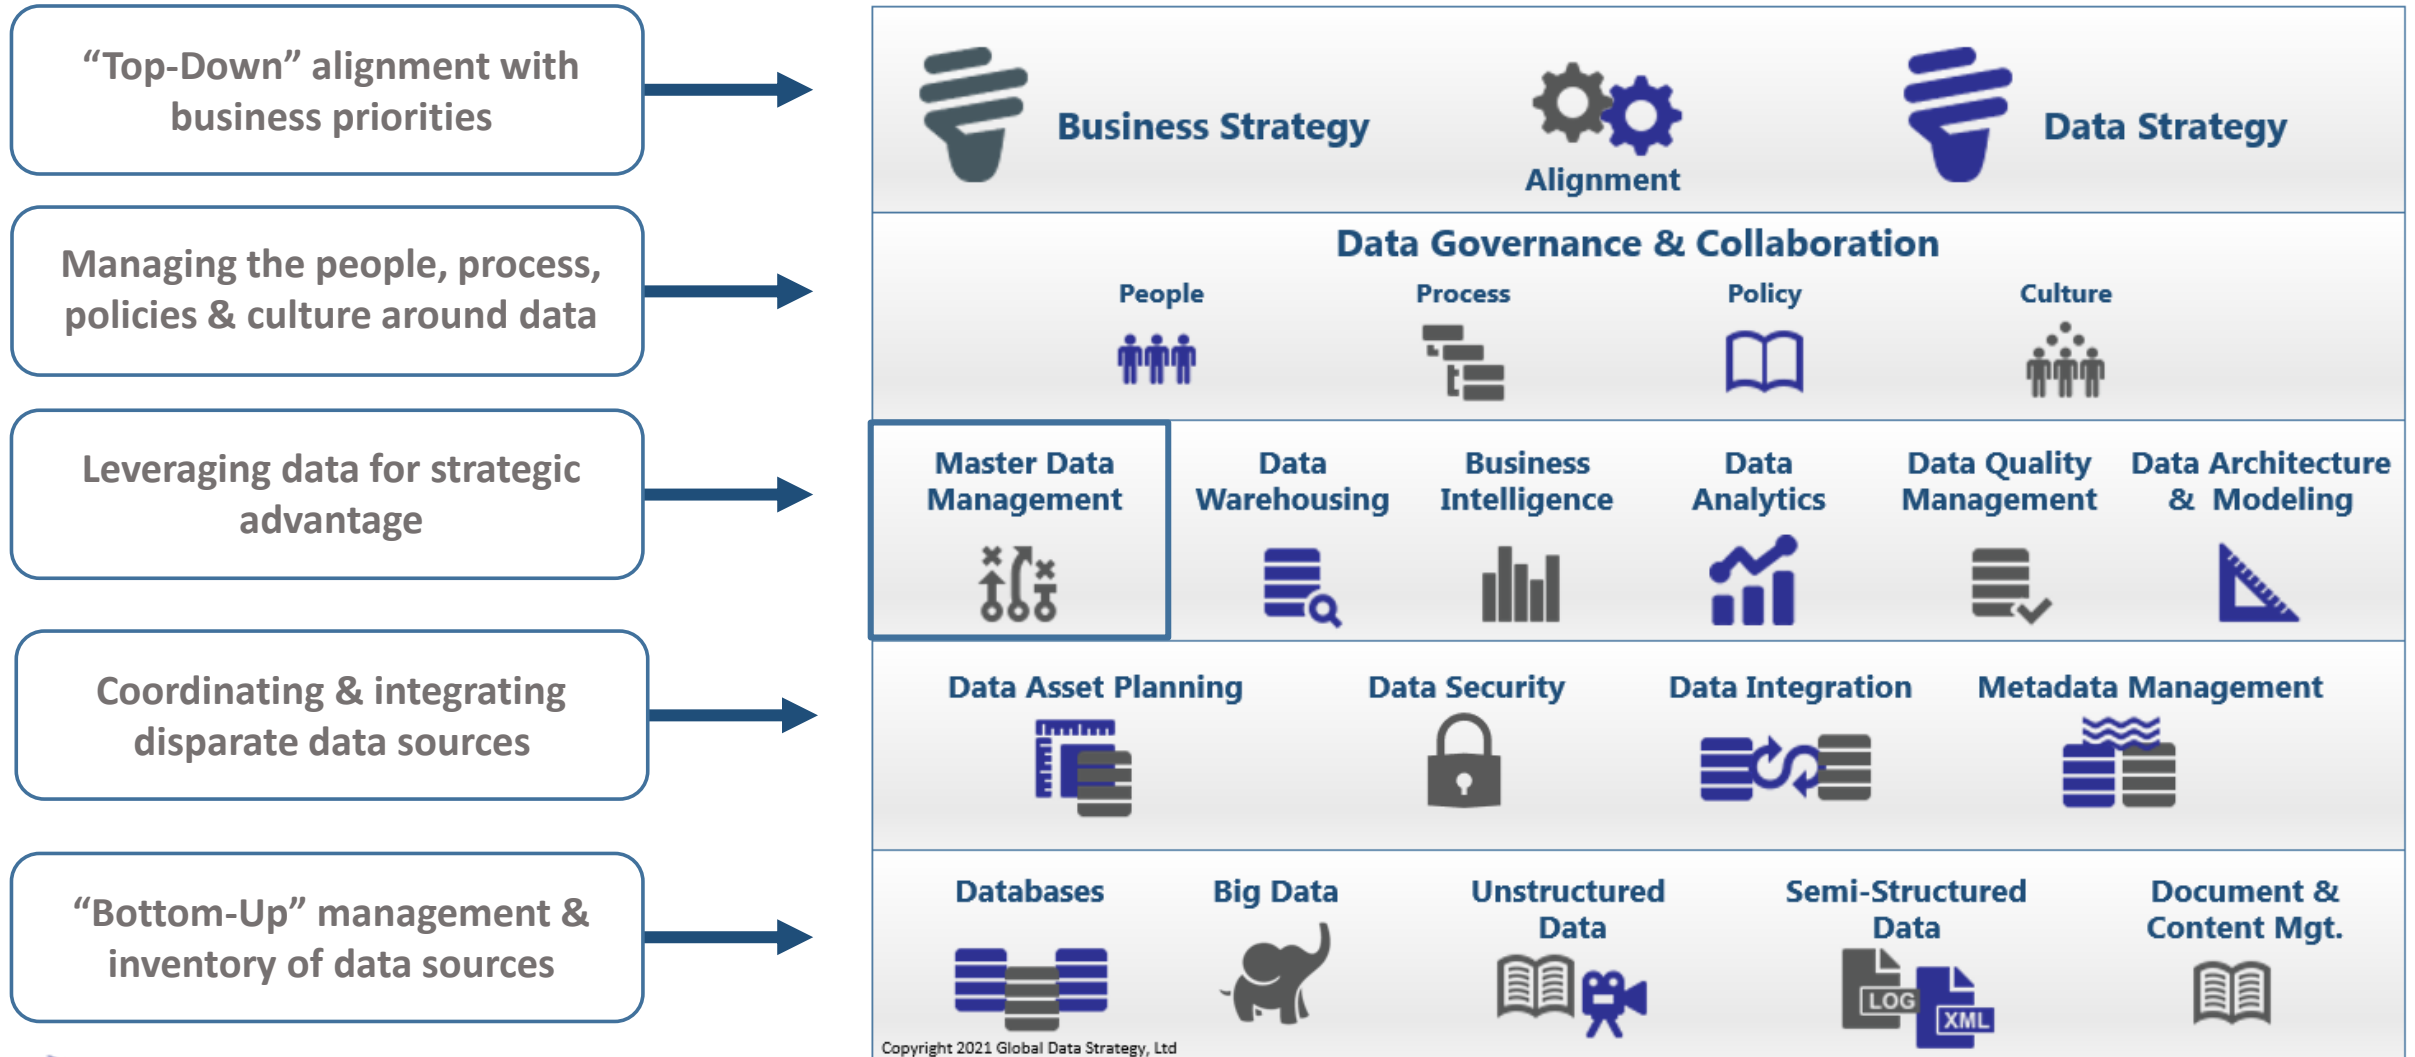 “Top-Down” alignment with
business priorities
Business Strategy
Alignment
Data Strategy
Managing the people, process,
policies & culture around data
Data Governance & Collaboration
People
Process
Policy
Culture
Leveraging data for strategic
advantage
Master Data
Management
Data
Warehousing
Business
Intelligence
Data
Analytics
Data Quality
Management
Data Architecture
& Modeling
Coordinating & integrating
disparate data sources
Data Asset Planning
Data Security
Data Integration
Metadata Management
“Bottom-Up” management &
inventory of data sources
Databases
Big Data
Unstructured
Data
Semi-Structured
Data
LOG
XML
Document &
Content Mgt.
Copyright 2021 Global Data Strategy, Ltd